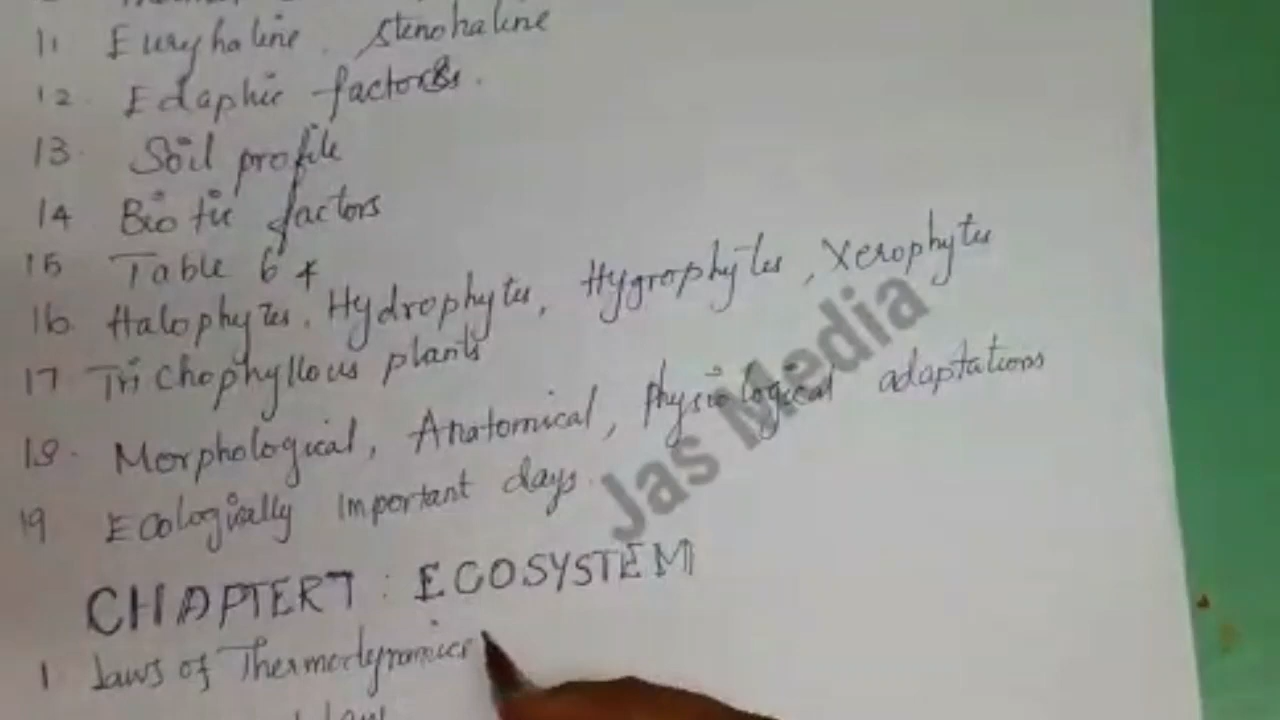 11 Euryhaline, Stenohaline
12. Edaphic factors.
13. Soil profile
14 Biotic factors
15 Table 6.4
16. Halophytes, Hydrophytes, Hygrophytes, Xerophytes
17 Trichophyllous plants
18. Morphological, Anatomical, physiological adaptations
19 Ecologically important days.
CHAPTER 7 : ECOSYSTEM
1 Laws of Thermodynamics
law
Jas Media